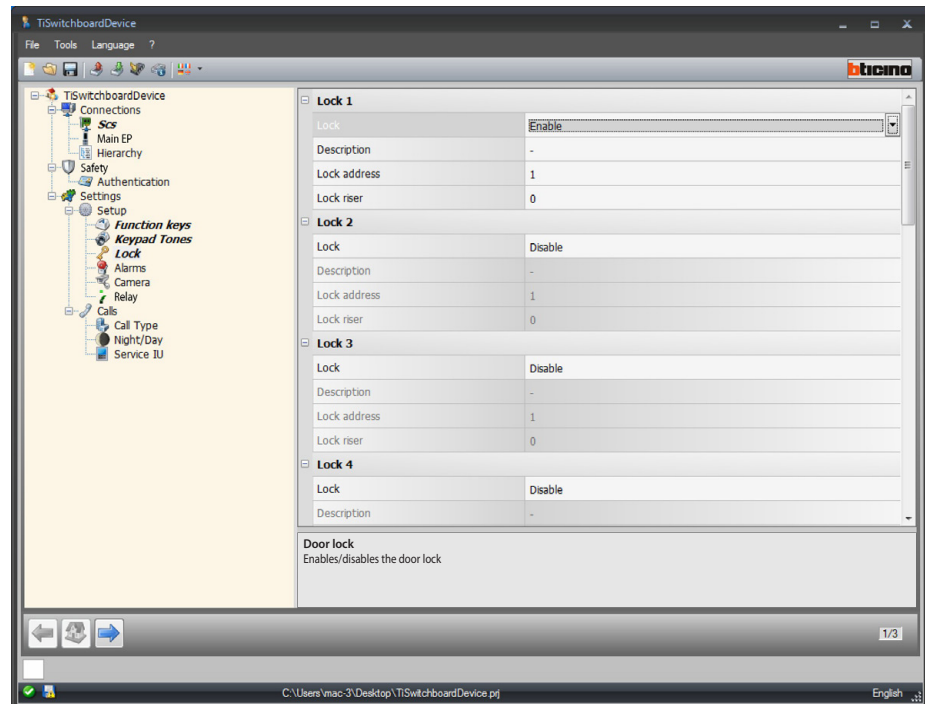 TiSwitchboardDevice
File Tools Language ?
bticino
TiSwitchboardDevice
Connections
Scs
Main EP
Hierarchy
Safety
Authentication
Settings
Setup
Function keys
Keypad Tones
Lock
Alarms
Camera
Relay
Calls
Call Type
Night/Day
Service IU
Lock 1
Lock Enable
Description -
Lock address 1
Lock riser 0
Lock 2
Lock Disable
Description -
Lock address 1
Lock riser 0
Lock 3
Lock Disable
Description -
Lock address 1
Lock riser 0
Lock 4
Lock Disable
Description -
Door lock
Enables/disables the door lock
1/3
C:\Users\mac-3\Desktop\TiSwitchboardDevice.prj English